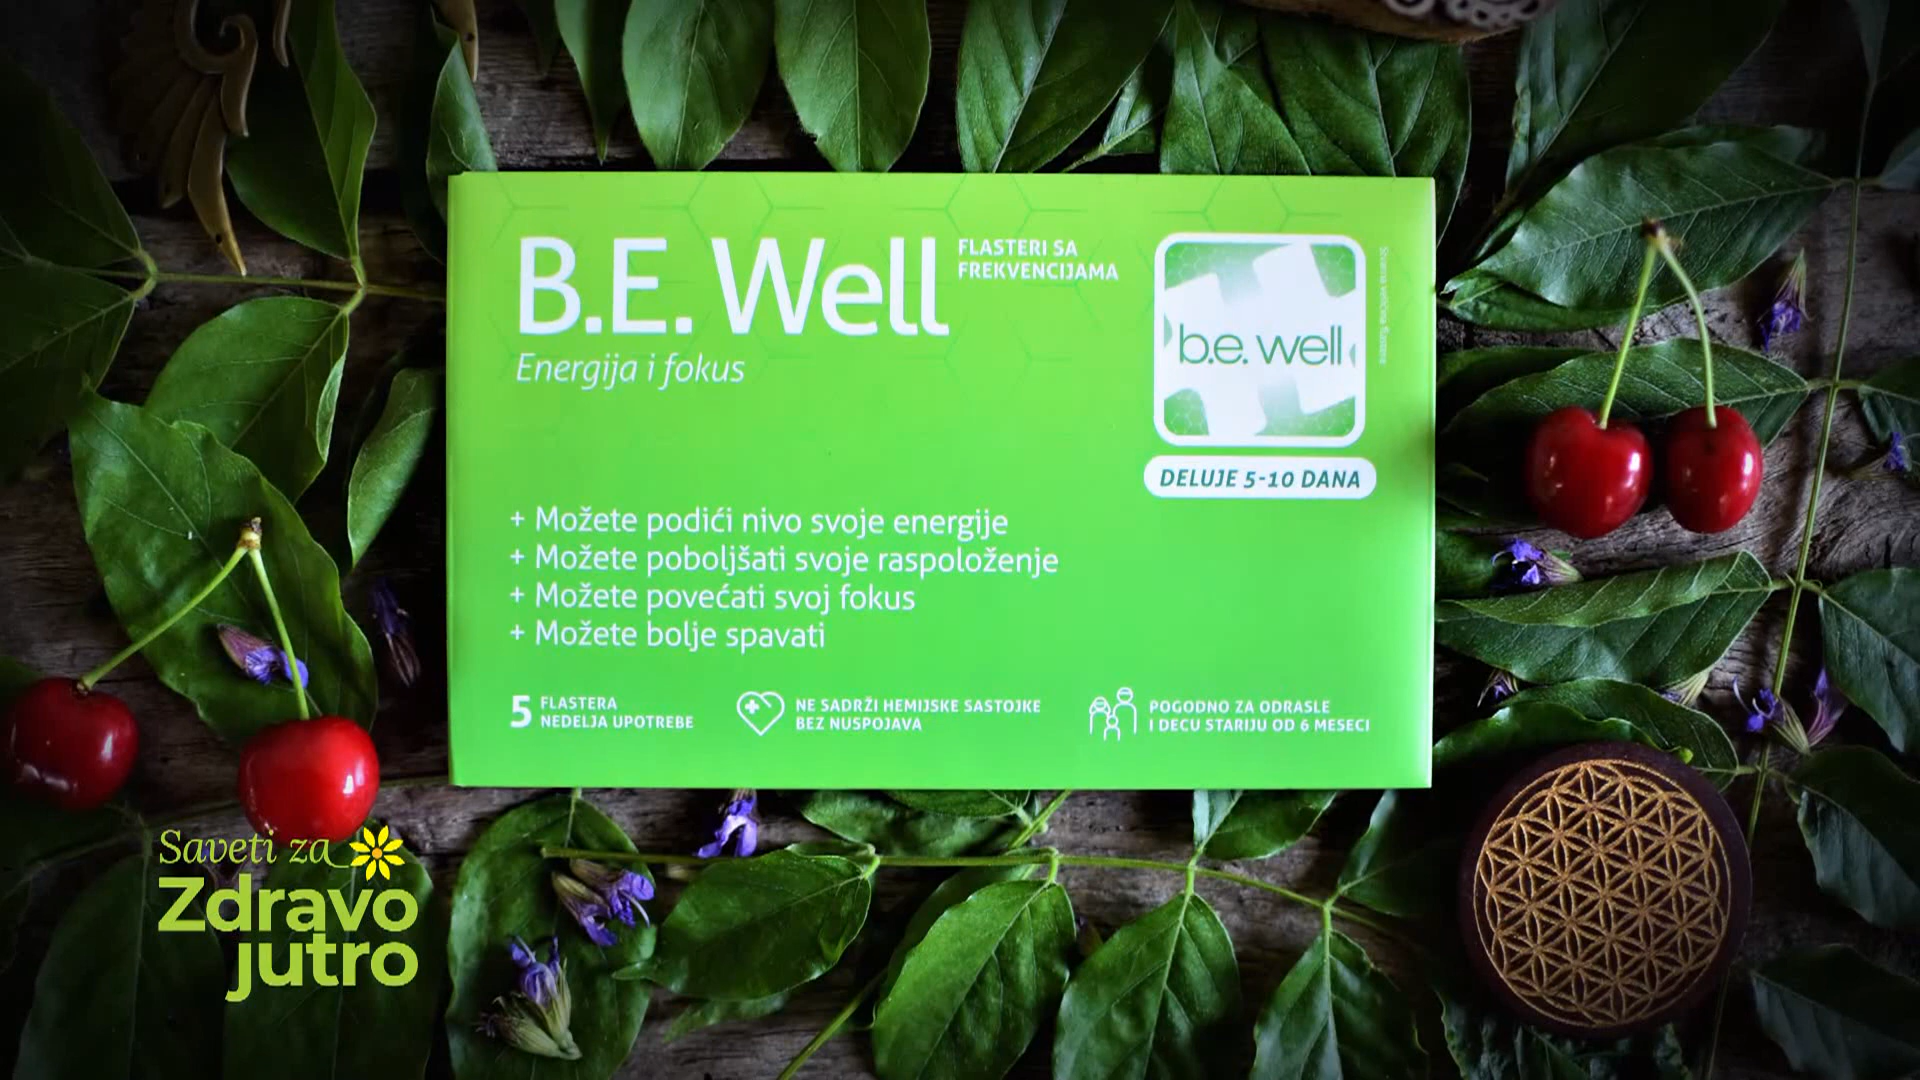 B.E. Well
FLASTERI SA
FREKVENCIJAMA
Energija i fokus
b.e. well
DELUJE 5-10 DANA
+ Možete podići nivo svoje energije
+ Možete poboljšati svoje raspoloženje
+ Možete povećati svoj fokus
+ Možete bolje spavati
5 FLASTERA
NEDELJA UPOTREBE
NE SADRŽI HEMIJSKE SASTOJKE
BEZ NUSPOJAVA
POGODNO ZA ODRASLE
I DECU STARIJU OD 6 MESECI
Saveti za
Zdravo
jutro